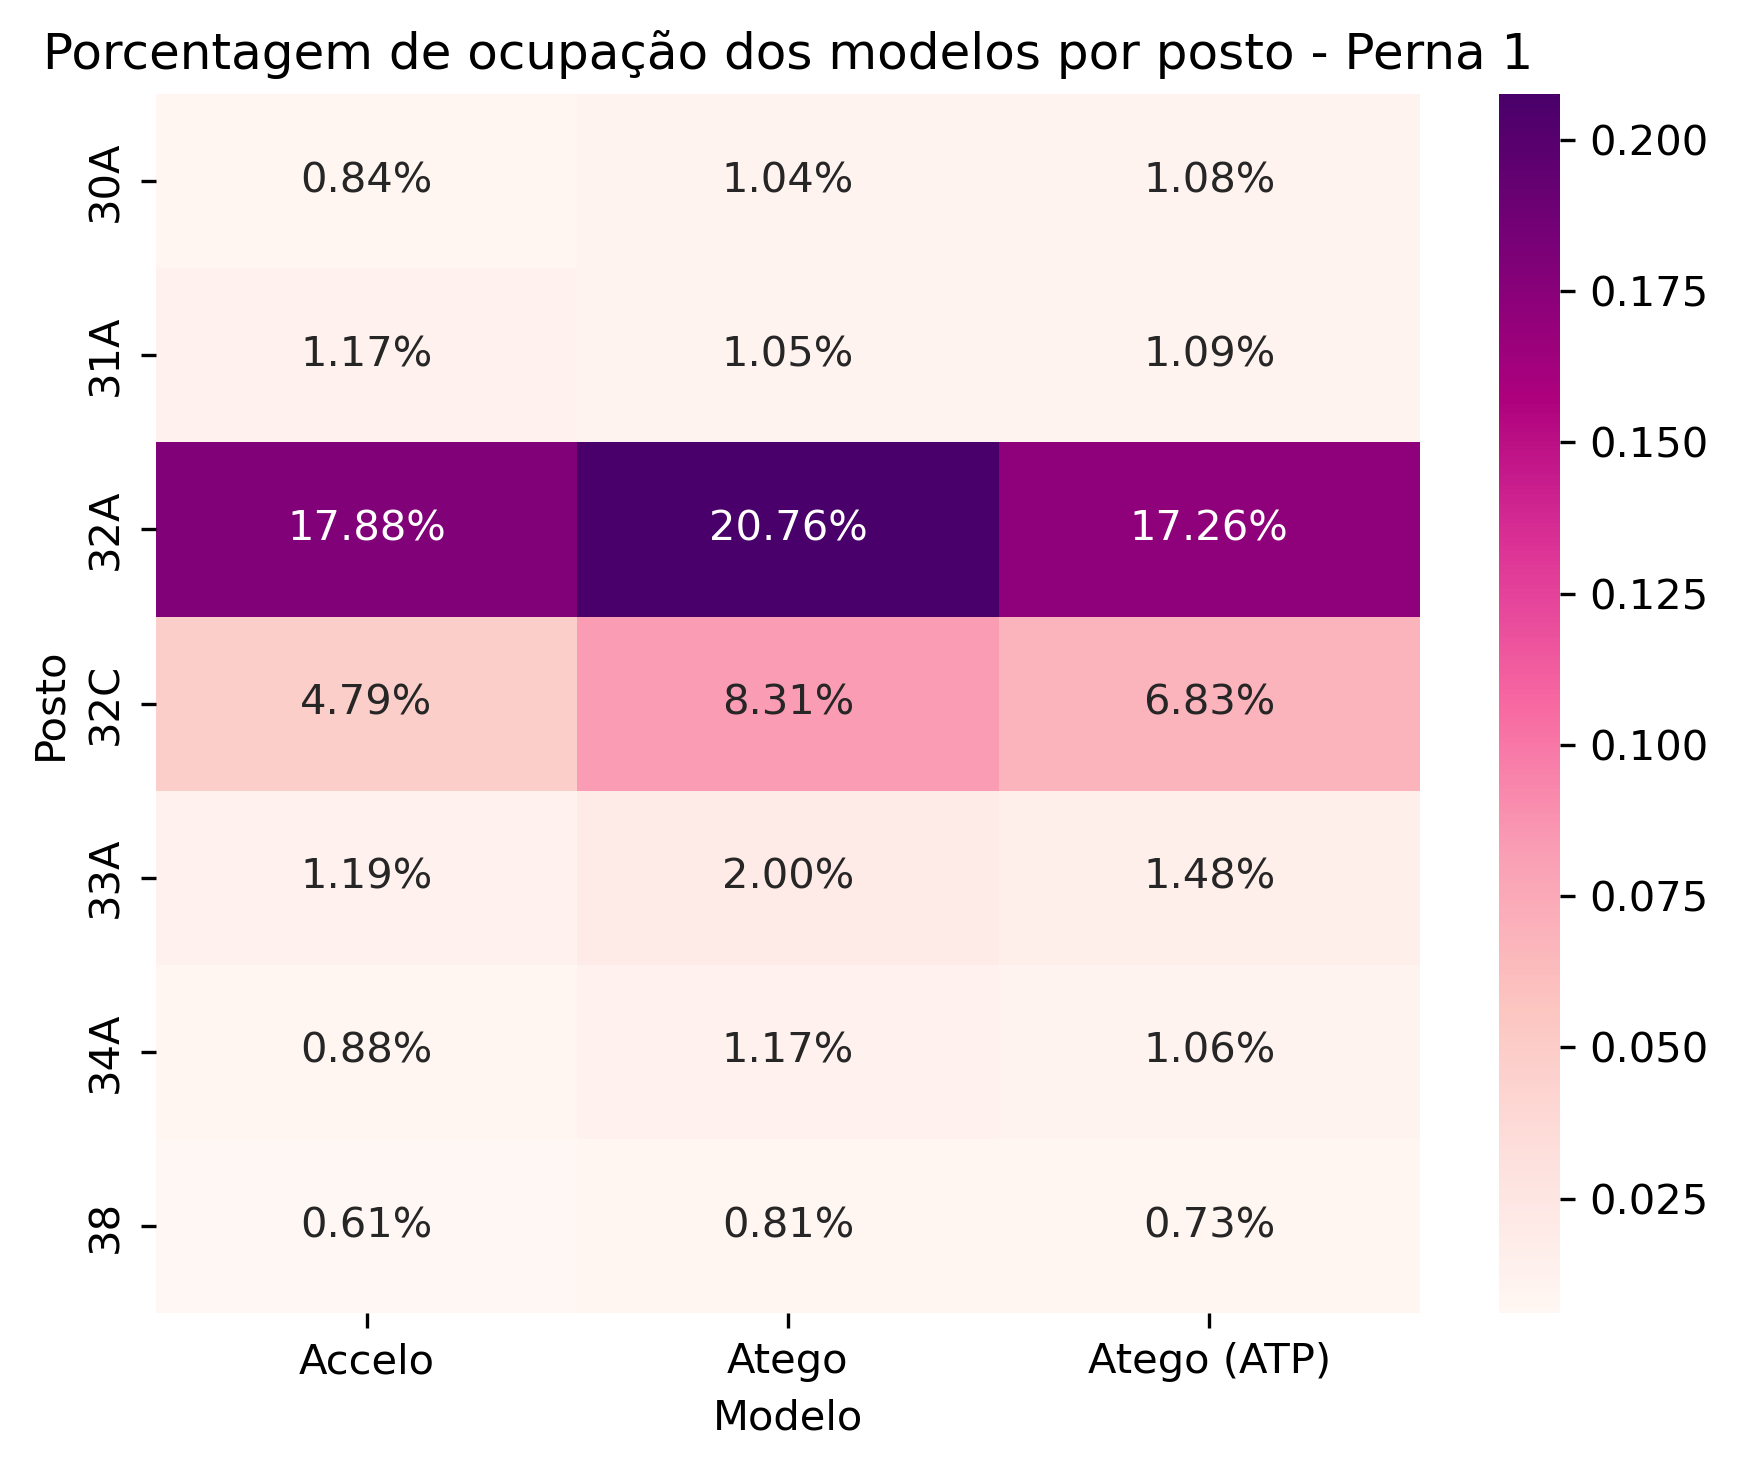 Porcentagem de ocupação dos modelos por posto - Perna 1
Posto
30A
0.84%
1.04%
1.08%
31A
1.17%
1.05%
1.09%
32A
17.88%
20.76%
17.26%
32C
4.79%
8.31%
6.83%
33A
1.19%
2.00%
1.48%
34A
0.88%
1.17%
1.06%
38
0.61%
0.81%
0.73%
Accelo
Atego
Atego (ATP)
Modelo
0.200
0.175
0.150
0.125
0.100
0.075
0.050
0.025